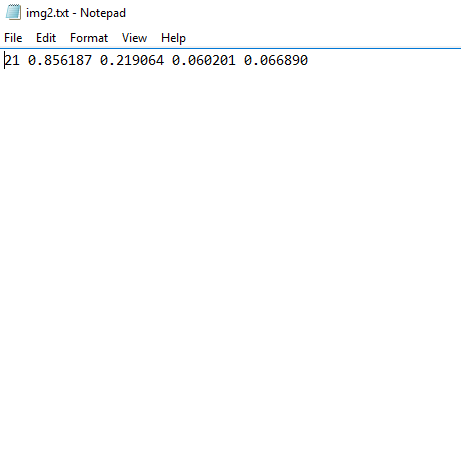 img2.txt - Notepad
File Edit Format View Help
21 0.856187 0.219064 0.060201 0.066890